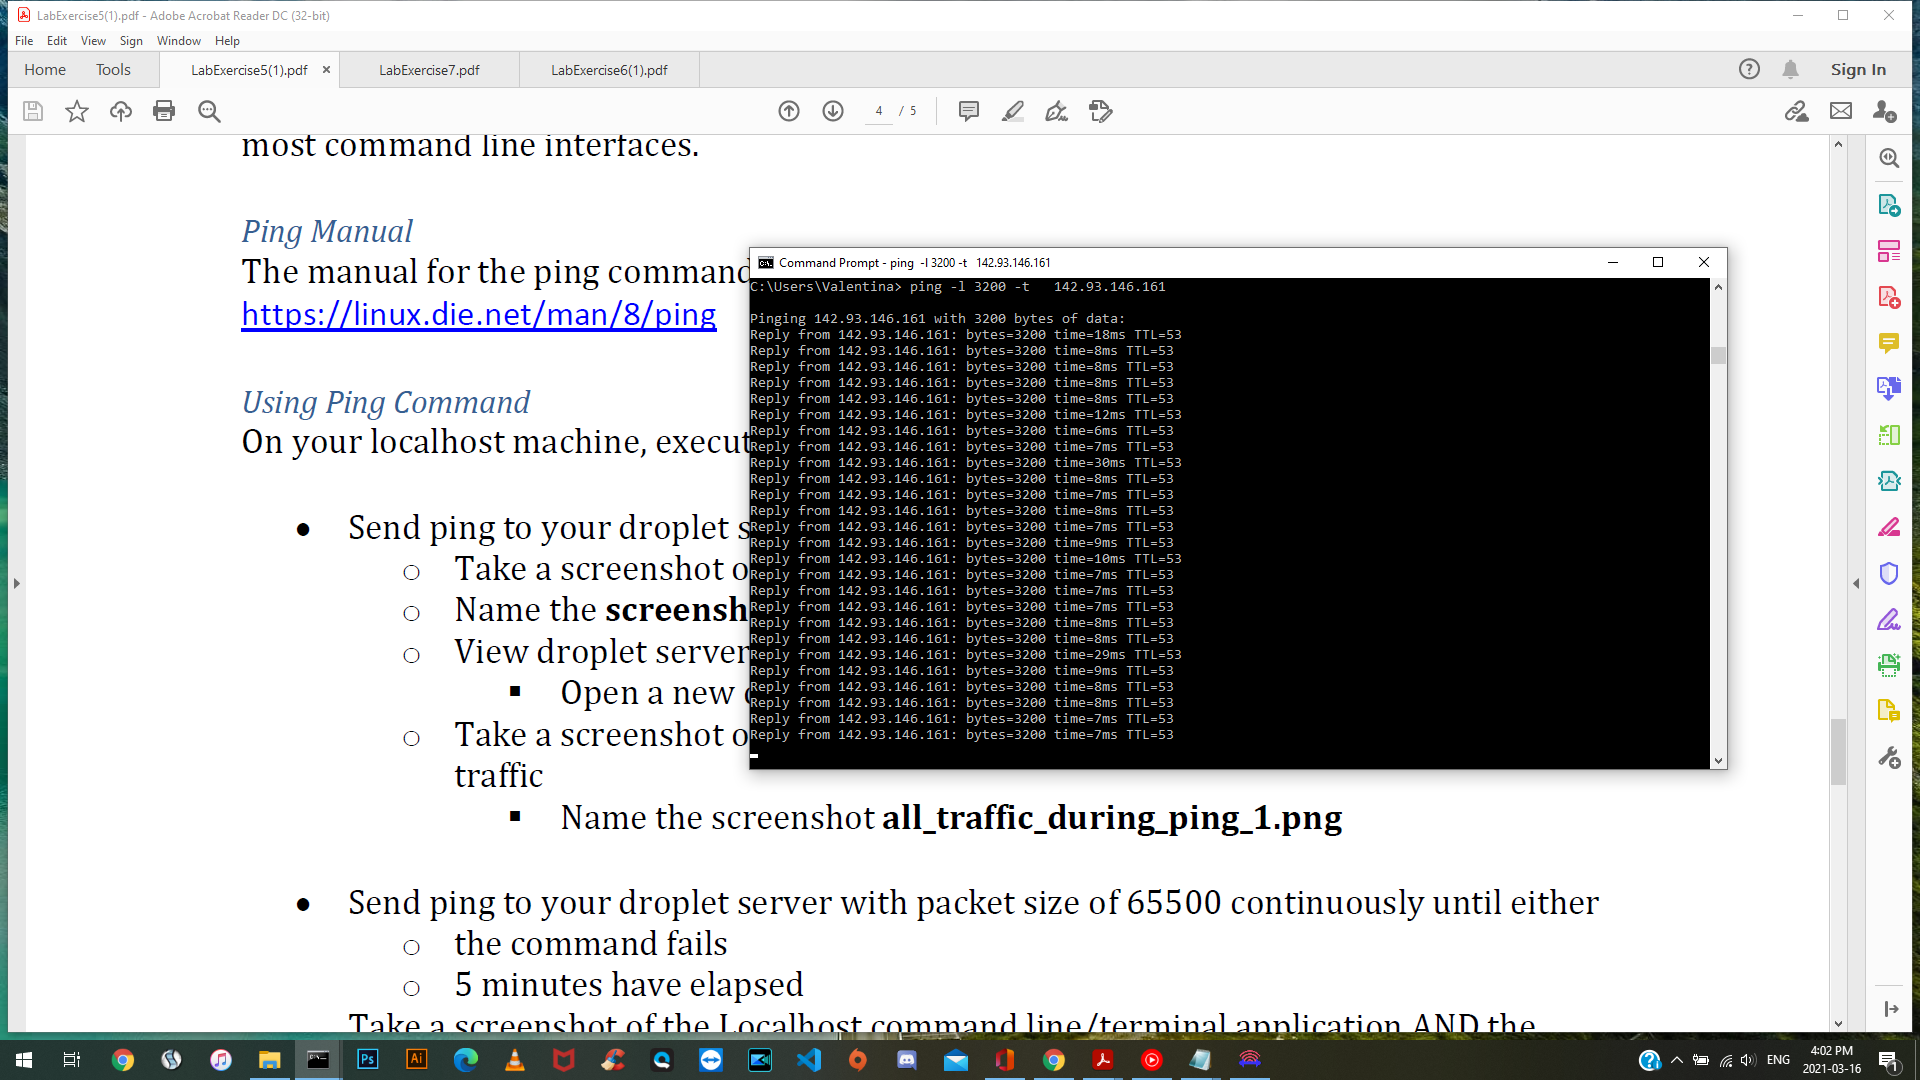 LabExercise5(1).pdf - Adobe Acrobat Reader DC (32-bit)
File Edit View Sign Window Help
Home Tools LabExercise5(1).pdf × LabExercise7.pdf LabExercise6(1).pdf Sign In
4 / 5
most command line interfaces.
Ping Manual
The manual for the ping command
https://linux.die.net/man/8/ping
Using Ping Command
On your localhost machine, execut
• Send ping to your droplet s
○ Take a screenshot o
○ Name the screensh
○ View droplet server
▪ Open a new
○ Take a screenshot o
traffic
▪ Name the screenshot all_traffic_during_ping_1.png
• Send ping to your droplet server with packet size of 65500 continuously until either
○ the command fails
○ 5 minutes have elapsed
Take a screenshot of the Localhost command line/terminal application AND the
Command Prompt - ping -l 3200 -t 142.93.146.161
C:\Users\Valentina> ping -l 3200 -t   142.93.146.161
Pinging 142.93.146.161 with 3200 bytes of data:
Reply from 142.93.146.161: bytes=3200 time=18ms TTL=53
Reply from 142.93.146.161: bytes=3200 time=8ms TTL=53
Reply from 142.93.146.161: bytes=3200 time=8ms TTL=53
Reply from 142.93.146.161: bytes=3200 time=8ms TTL=53
Reply from 142.93.146.161: bytes=3200 time=8ms TTL=53
Reply from 142.93.146.161: bytes=3200 time=12ms TTL=53
Reply from 142.93.146.161: bytes=3200 time=6ms TTL=53
Reply from 142.93.146.161: bytes=3200 time=7ms TTL=53
Reply from 142.93.146.161: bytes=3200 time=30ms TTL=53
Reply from 142.93.146.161: bytes=3200 time=8ms TTL=53
Reply from 142.93.146.161: bytes=3200 time=7ms TTL=53
Reply from 142.93.146.161: bytes=3200 time=8ms TTL=53
Reply from 142.93.146.161: bytes=3200 time=7ms TTL=53
Reply from 142.93.146.161: bytes=3200 time=9ms TTL=53
Reply from 142.93.146.161: bytes=3200 time=10ms TTL=53
Reply from 142.93.146.161: bytes=3200 time=7ms TTL=53
Reply from 142.93.146.161: bytes=3200 time=7ms TTL=53
Reply from 142.93.146.161: bytes=3200 time=7ms TTL=53
Reply from 142.93.146.161: bytes=3200 time=8ms TTL=53
Reply from 142.93.146.161: bytes=3200 time=8ms TTL=53
Reply from 142.93.146.161: bytes=3200 time=29ms TTL=53
Reply from 142.93.146.161: bytes=3200 time=9ms TTL=53
Reply from 142.93.146.161: bytes=3200 time=8ms TTL=53
Reply from 142.93.146.161: bytes=3200 time=8ms TTL=53
Reply from 142.93.146.161: bytes=3200 time=7ms TTL=53
Reply from 142.93.146.161: bytes=3200 time=7ms TTL=53
Ps Ai
ENG
4:02 PM
2021-03-16
1